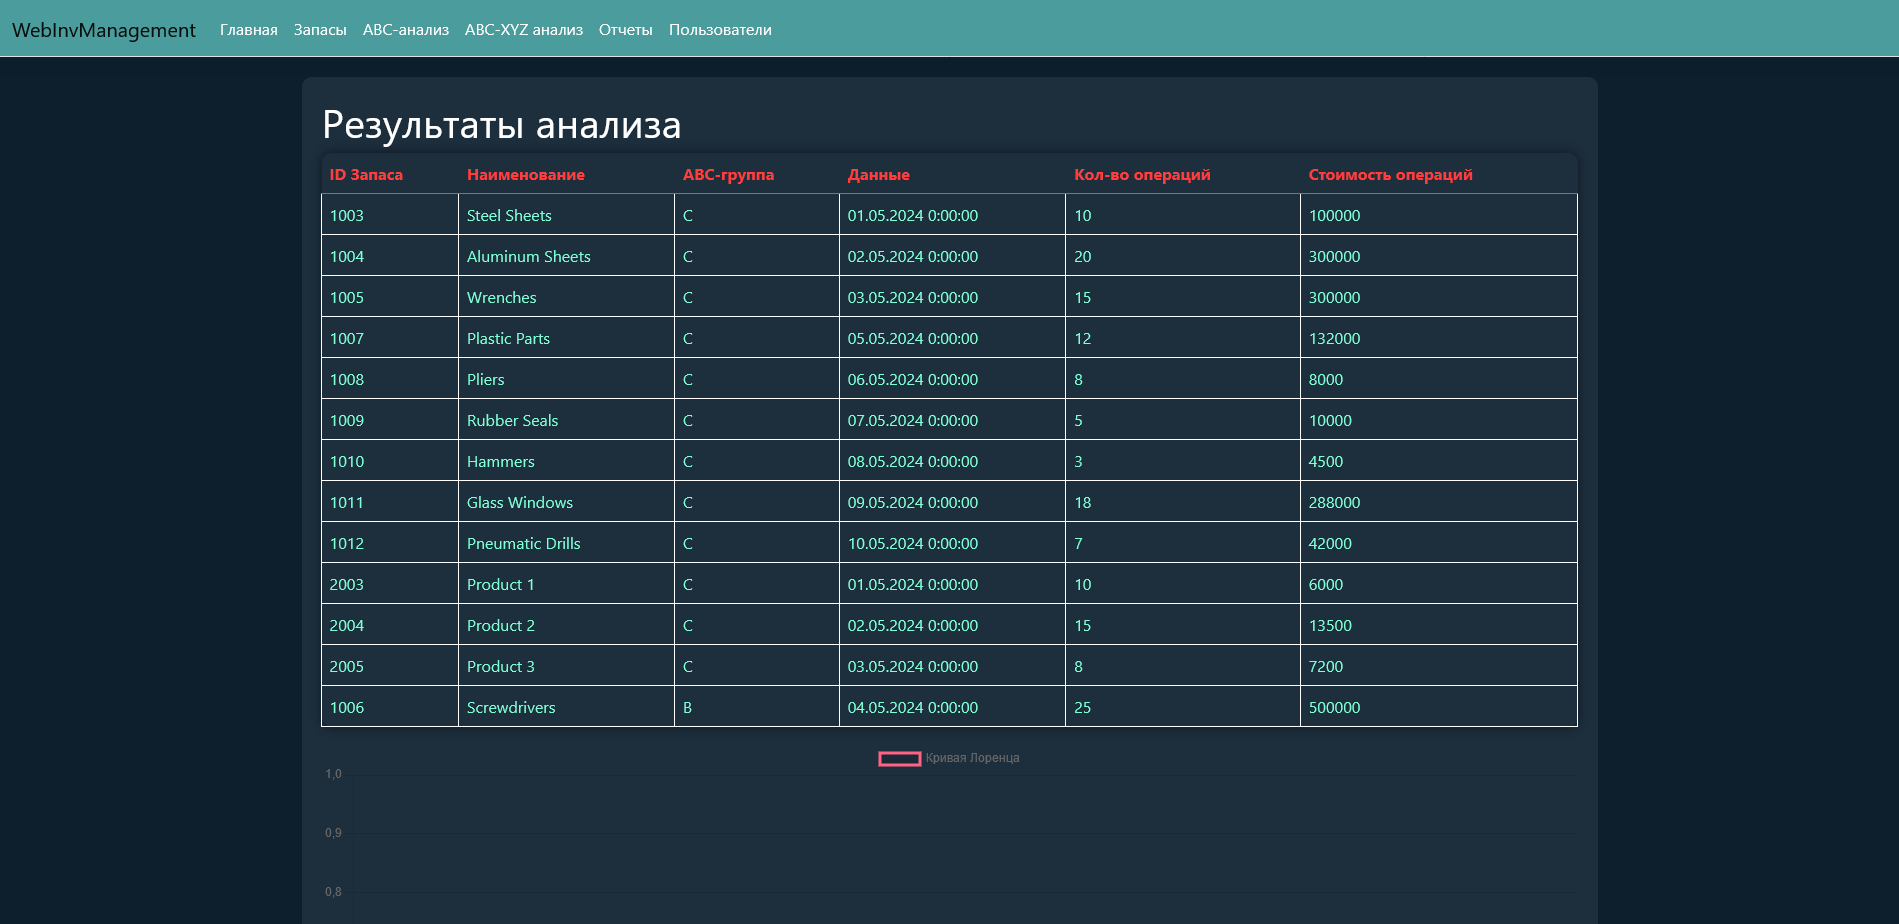 WebInvManagement Главная Запасы ABC-анализ ABC-XYZ анализ Отчеты Пользователи
Результаты анализа
ID Запаса Наименование ABC-группа Данные Кол-во операций Стоимость операций
1003 Steel Sheets C 01.05.2024 0:00:00 10 100000
1004 Aluminum Sheets C 02.05.2024 0:00:00 20 300000
1005 Wrenches C 03.05.2024 0:00:00 15 300000
1007 Plastic Parts C 05.05.2024 0:00:00 12 132000
1008 Pliers C 06.05.2024 0:00:00 8 8000
1009 Rubber Seals C 07.05.2024 0:00:00 5 10000
1010 Hammers C 08.05.2024 0:00:00 3 4500
1011 Glass Windows C 09.05.2024 0:00:00 18 288000
1012 Pneumatic Drills C 10.05.2024 0:00:00 7 42000
2003 Product 1 C 01.05.2024 0:00:00 10 6000
2004 Product 2 C 02.05.2024 0:00:00 15 13500
2005 Product 3 C 03.05.2024 0:00:00 8 7200
1006 Screwdrivers B 04.05.2024 0:00:00 25 500000
Кривая Лоренца
1,0
0,9
0,8